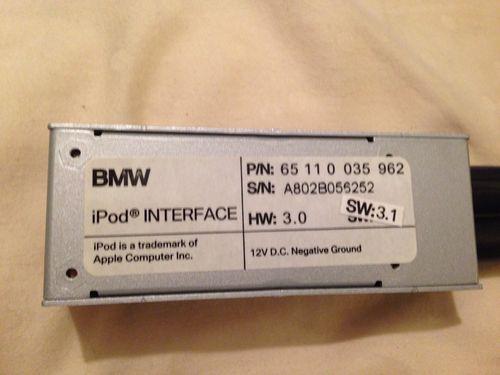 BMW
iPod® INTERFACE
iPod is a trademark of
Apple Computer Inc.
P/N: 65 11 0 035 962
S/N: A802B056252
HW: 3.0
SW:3.1
12V D.C. Negative Ground